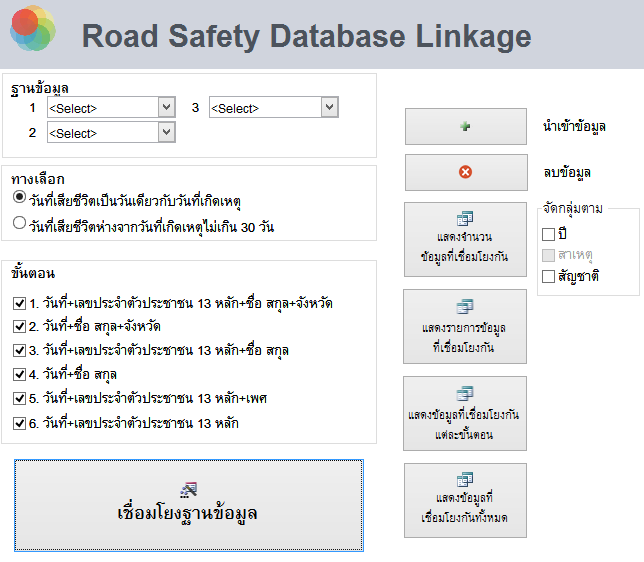 Road Safety Database Linkage
ฐานข้อมูล
1 <Select> 3 <Select>
2 <Select>
ทางเลือก
วันที่เสียชีวิตเป็นวันเดียวกับวันที่เกิดเหตุ
วันที่เสียชีวิตห่างจากวันที่เกิดเหตุไม่เกิน 30 วัน
ขั้นตอน
1. วันที่+เลขประจำตัวประชาชน 13 หลัก+ชื่อ สกุล+จังหวัด
2. วันที่+ชื่อ สกุล+จังหวัด
3. วันที่+เลขประจำตัวประชาชน 13 หลัก+ชื่อ สกุล
4. วันที่+ชื่อ สกุล
5. วันที่+เลขประจำตัวประชาชน 13 หลัก+เพศ
6. วันที่+เลขประจำตัวประชาชน 13 หลัก
เชื่อมโยงฐานข้อมูล
นำเข้าข้อมูล
ลบข้อมูล
แสดงจำนวน
ข้อมูลที่เชื่อมโยงกัน
จัดกลุ่มตาม
ปี
สาเหตุ
สัญชาติ
แสดงรายการข้อมูล
ที่เชื่อมโยงกัน
แสดงข้อมูลที่เชื่อมโยงกัน
แต่ละขั้นตอน
แสดงข้อมูลที่
เชื่อมโยงกันทั้งหมด